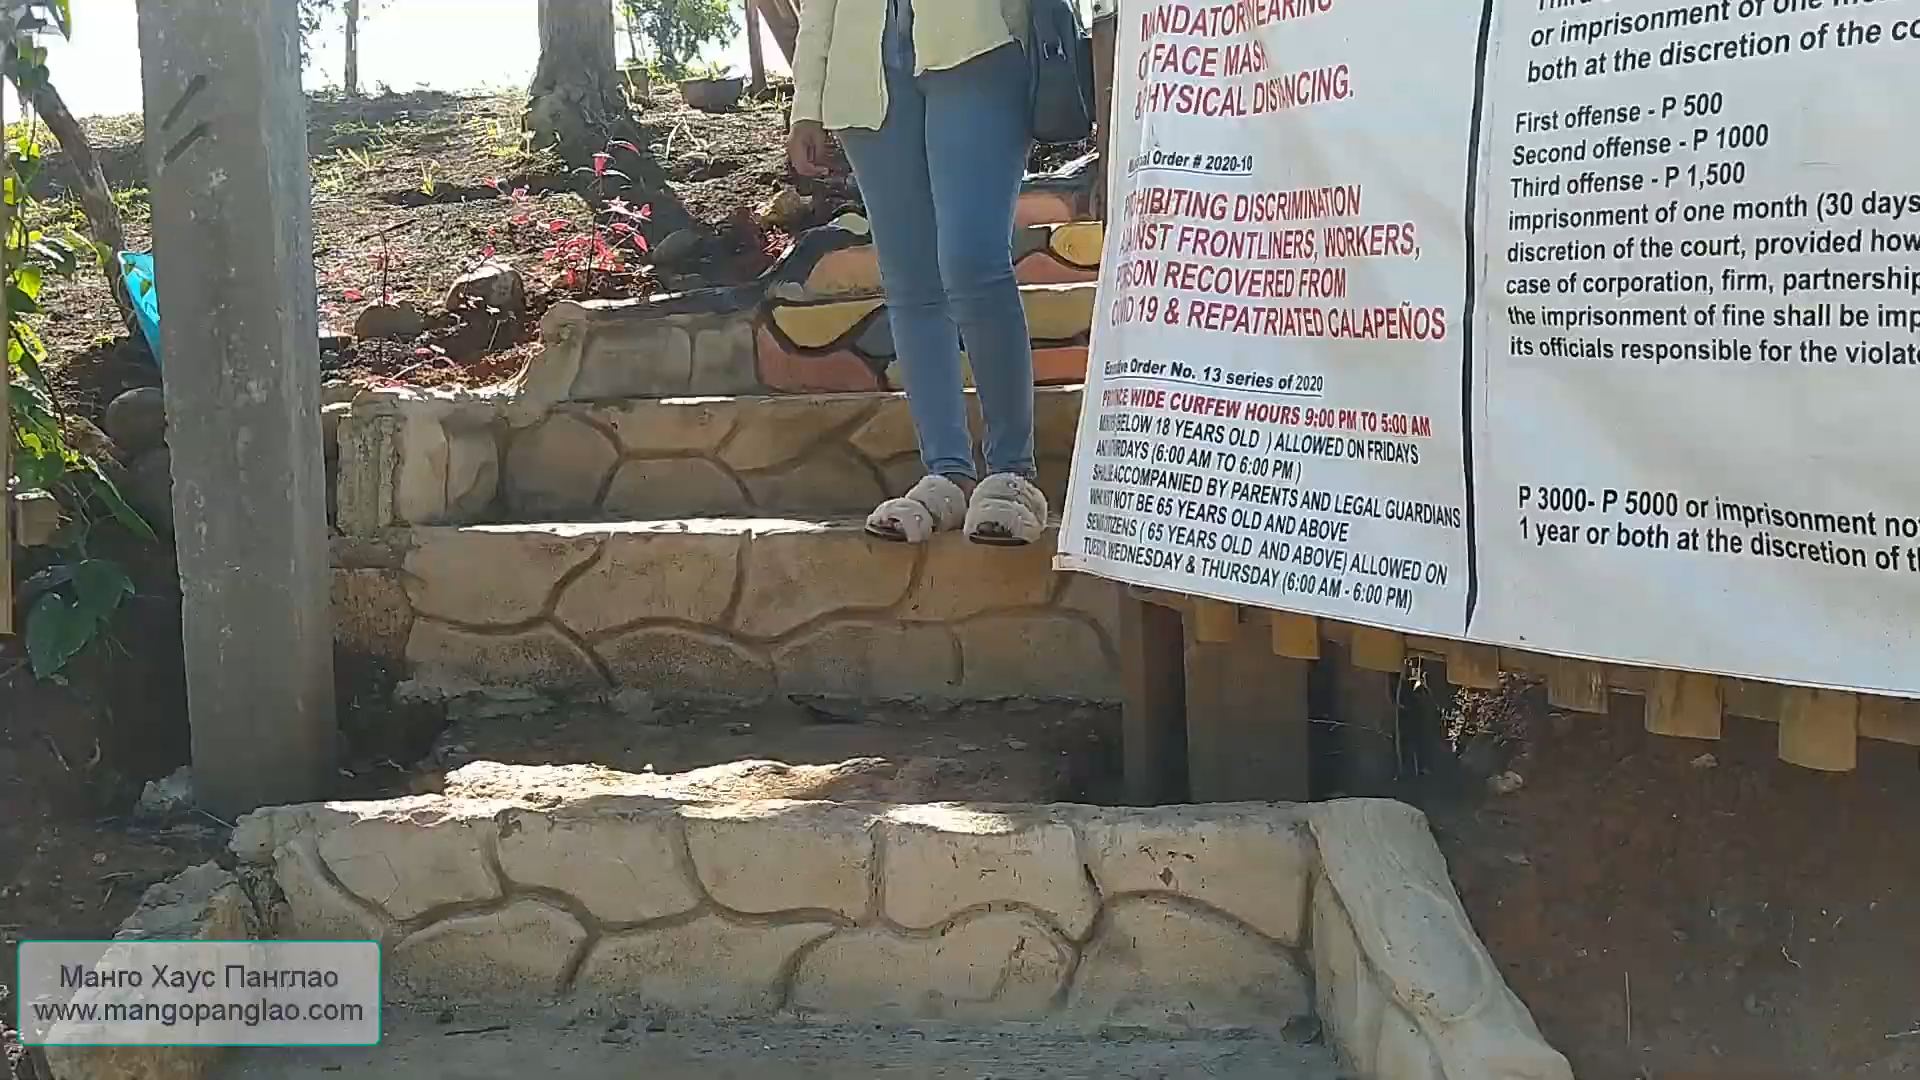 MANDATOR WEARING
O FACE MASK
& PHYSICAL DISTANCING.
Order # 2020-10
PROHIBITING DISCRIMINATION
AGAINST FRONTLINERS, WORKERS,
PERSON RECOVERED FROM
COVID 19 & REPATRIATED CALAPEÑOS
Executive Order No. 13 series of 2020
PROVINCE WIDE CURFEW HOURS 9:00 PM TO 5:00 AM
BELOW 18 YEARS OLD ) ALLOWED ON FRIDAYS
(6:00 AM TO 6:00 PM )
SHALL BE ACCOMPANIED BY PARENTS AND LEGAL GUARDIANS
NOT BE 65 YEARS OLD AND ABOVE
( 65 YEARS OLD AND ABOVE) ALLOWED ON
WEDNESDAY & THURSDAY (6:00 AM - 6:00 PM)
or imprisonment of one
both at the discretion of the
First offense - P 500
Second offense - P 1000
Third offense - P 1,500
imprisonment of one month (30 days
discretion of the court, provided how
case of corporation, firm, partnership
the imprisonment of fine shall be imp
its officials responsible for the violat
P 3000- P 5000 or imprisonment no
1 year or both at the discretion of t
Манго Хаус Панглао
www.mangopanglao.com